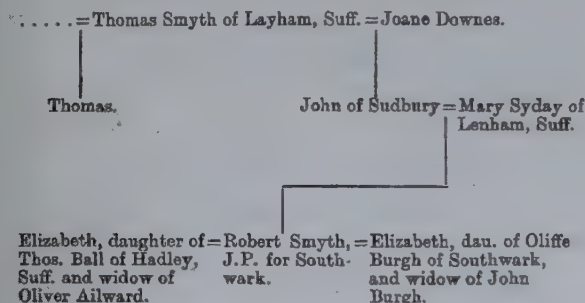 .....=Thomas Smyth of Layham, Suff.=Joane Downes.
Thomas.
John of Sudbury=Mary Syday of
Lenham, Suff.
Elizabeth, daughter of=Robert Smyth,=Elizabeth, dau. of Oliffe
Thos. Ball of Hadley, J.P. for South- Burgh of Southwark,
Suff. and widow of wark. and widow of John
Oliver Ailward. Burgh.